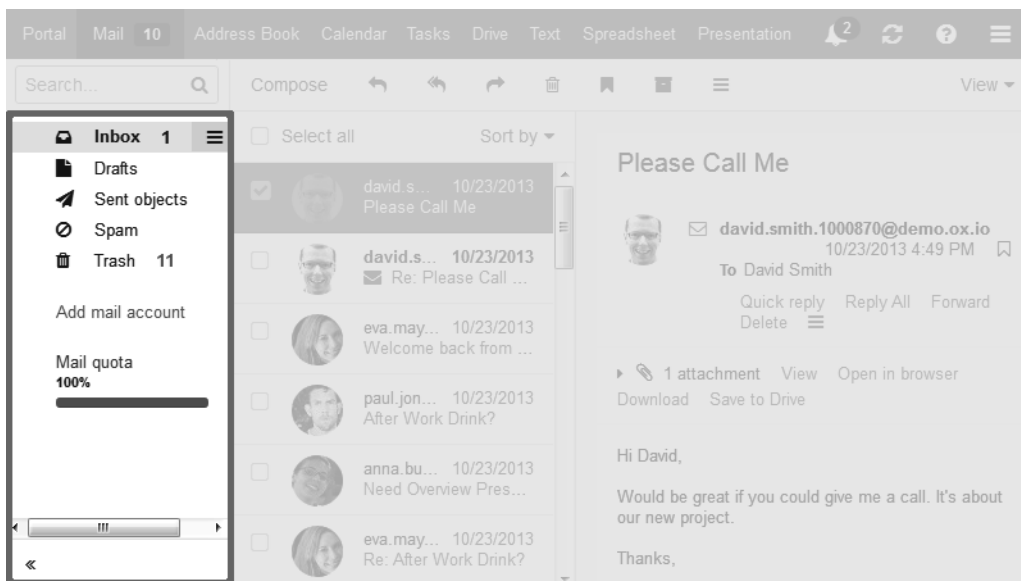 Portal Mail 10 Address Book Calendar Tasks Drive Text Spreadsheet Presentation 2
Search... Compose View
Inbox 1
Drafts
Sent objects
Spam
Trash 11
Add mail account
Mail quota
100%
Select all Sort by
david.s... 10/23/2013
Please Call Me
david.s... 10/23/2013
Re: Please Call ...
eva.may... 10/23/2013
Welcome back from ...
paul.jon... 10/23/2013
After Work Drink?
anna.bu... 10/23/2013
Need Overview Pres...
eva.may... 10/23/2013
Re: After Work Drink?
Please Call Me
david.smith.1000870@demo.ox.io
10/23/2013 4:49 PM
To David Smith
Quick reply Reply All Forward
Delete
1 attachment View Open in browser
Download Save to Drive
Hi David,
Would be great if you could give me a call. It's about
our new project.
Thanks,